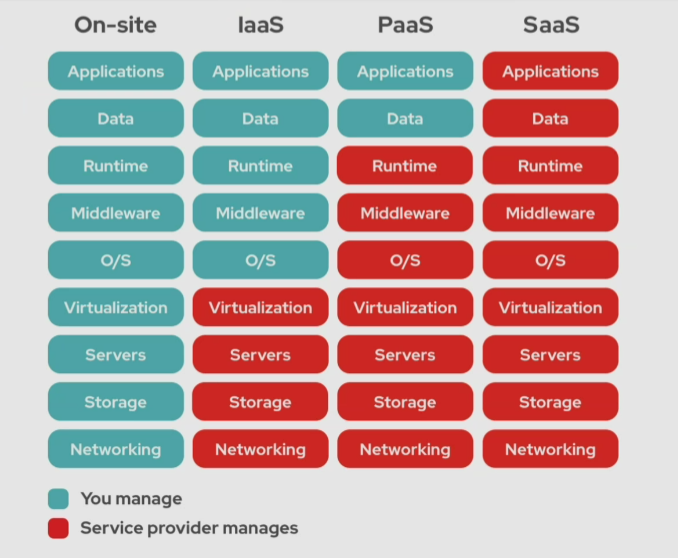 On-site IaaS PaaS SaaS
Applications Applications Applications Applications
Data Data Data Data
Runtime Runtime Runtime Runtime
Middleware Middleware Middleware Middleware
O/S O/S O/S O/S
Virtualization Virtualization Virtualization Virtualization
Servers Servers Servers Servers
Storage Storage Storage Storage
Networking Networking Networking Networking
You manage
Service provider manages